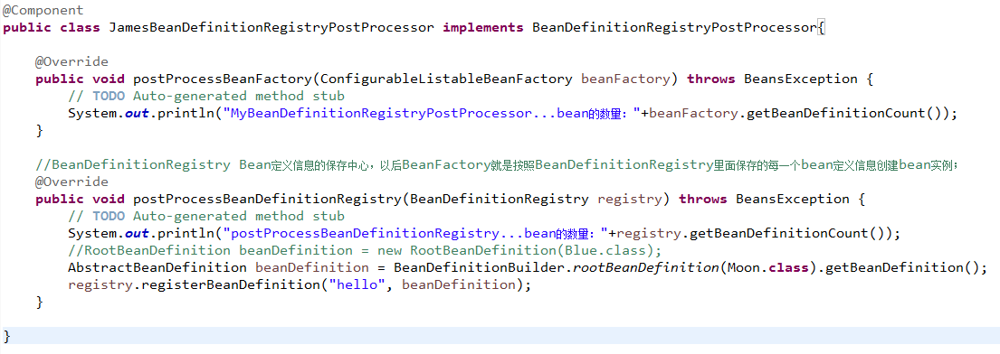 @Component
public class JamesBeanDefinitionRegistryPostProcessor implements BeanDefinitionRegistryPostProcessor{
@Override
public void postProcessBeanFactory(ConfigurableListableBeanFactory beanFactory) throws BeansException {
// TODO Auto-generated method stub
System.out.println("MyBeanDefinitionRegistryPostProcessor...bean的数量："+beanFactory.getBeanDefinitionCount());
}
//BeanDefinitionRegistry Bean定义信息的保存中心，以后BeanFactory就是按照BeanDefinitionRegistry里面保存的每一个bean定义信息创建bean实例；
@Override
public void postProcessBeanDefinitionRegistry(BeanDefinitionRegistry registry) throws BeansException {
// TODO Auto-generated method stub
System.out.println("postProcessBeanDefinitionRegistry...bean的数量："+registry.getBeanDefinitionCount());
//RootBeanDefinition beanDefinition = new RootBeanDefinition(Blue.class);
AbstractBeanDefinition beanDefinition = BeanDefinitionBuilder.rootBeanDefinition(Moon.class).getBeanDefinition();
registry.registerBeanDefinition("hello", beanDefinition);
}
}